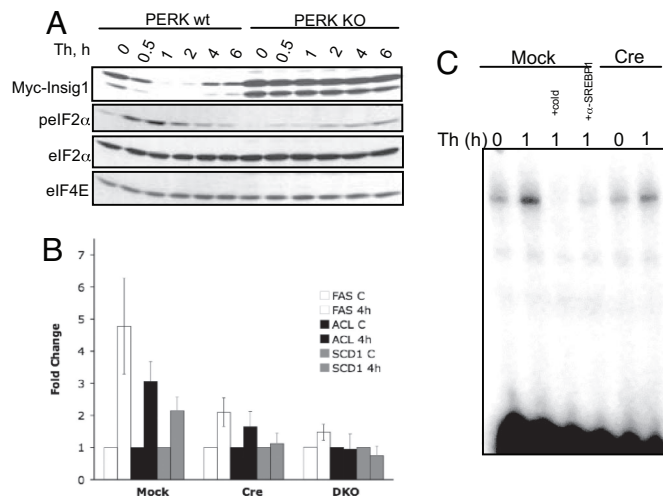 A
PERK wt
PERK KO
Th, h
0 0.5 1 2 4 6 0 0.5 1 2 4 6
Myc-Insig1
peIF2α
eIF2α
eIF4E
B
Fold Change
7
6
5
4
3
2
1
0
FAS C
FAS 4h
ACL C
ACL 4h
SCD1 C
SCD1 4h
Mock
Cre
DKO
C
Mock
Cre
+cold
+α-SREBP1
Th (h) 0 1 1 1 0 1